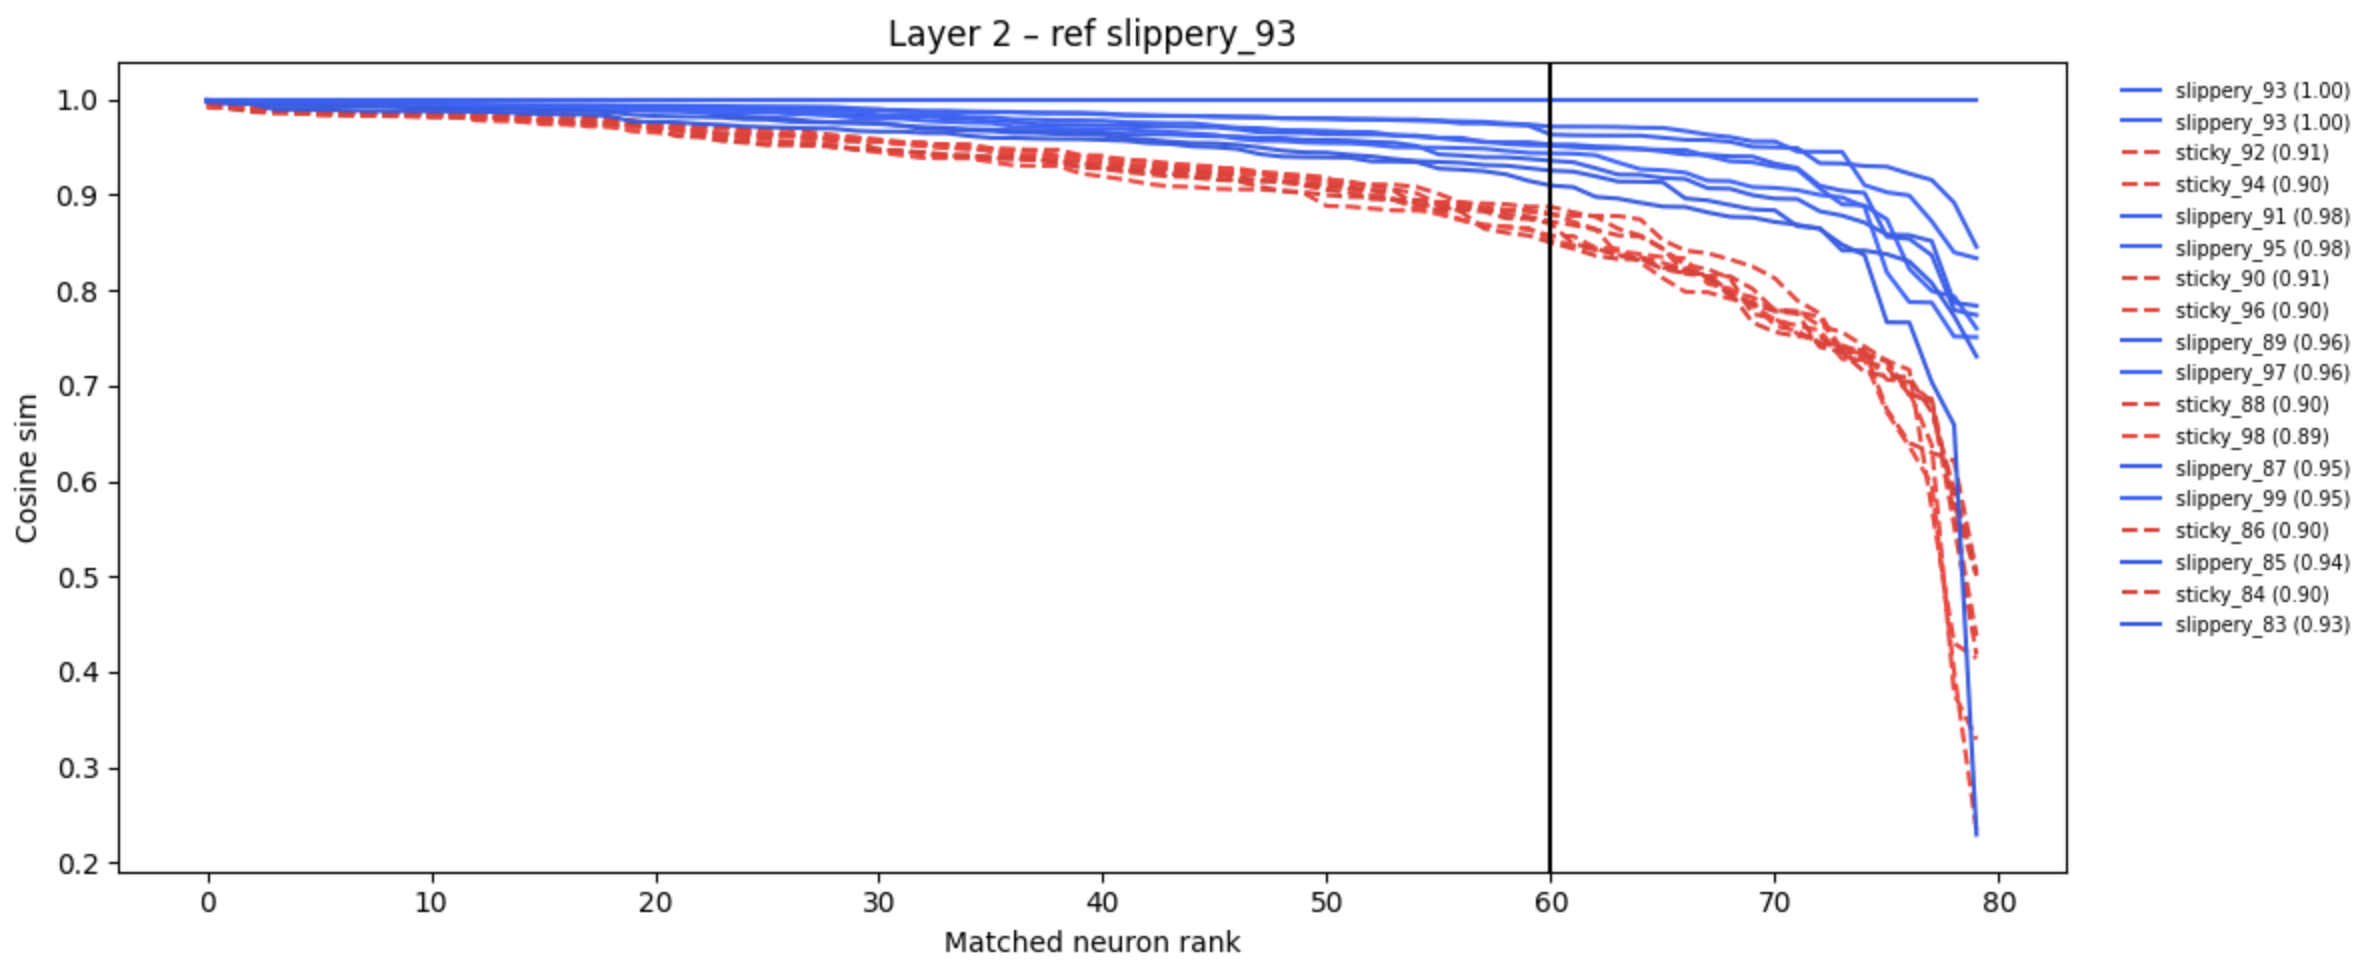 Layer 2 – ref slippery_93
1.0
0.9
0.8
0.7
0.6
0.5
0.4
0.3
0.2
Cosine sim
0 10 20 30 40 50 60 70 80
Matched neuron rank
slippery_93 (1.00)
slippery_93 (1.00)
sticky_92 (0.91)
sticky_94 (0.90)
slippery_91 (0.98)
slippery_95 (0.98)
sticky_90 (0.91)
sticky_96 (0.90)
slippery_89 (0.96)
slippery_97 (0.96)
sticky_88 (0.90)
sticky_98 (0.89)
slippery_87 (0.95)
slippery_99 (0.95)
sticky_86 (0.90)
slippery_85 (0.94)
sticky_84 (0.90)
slippery_83 (0.93)